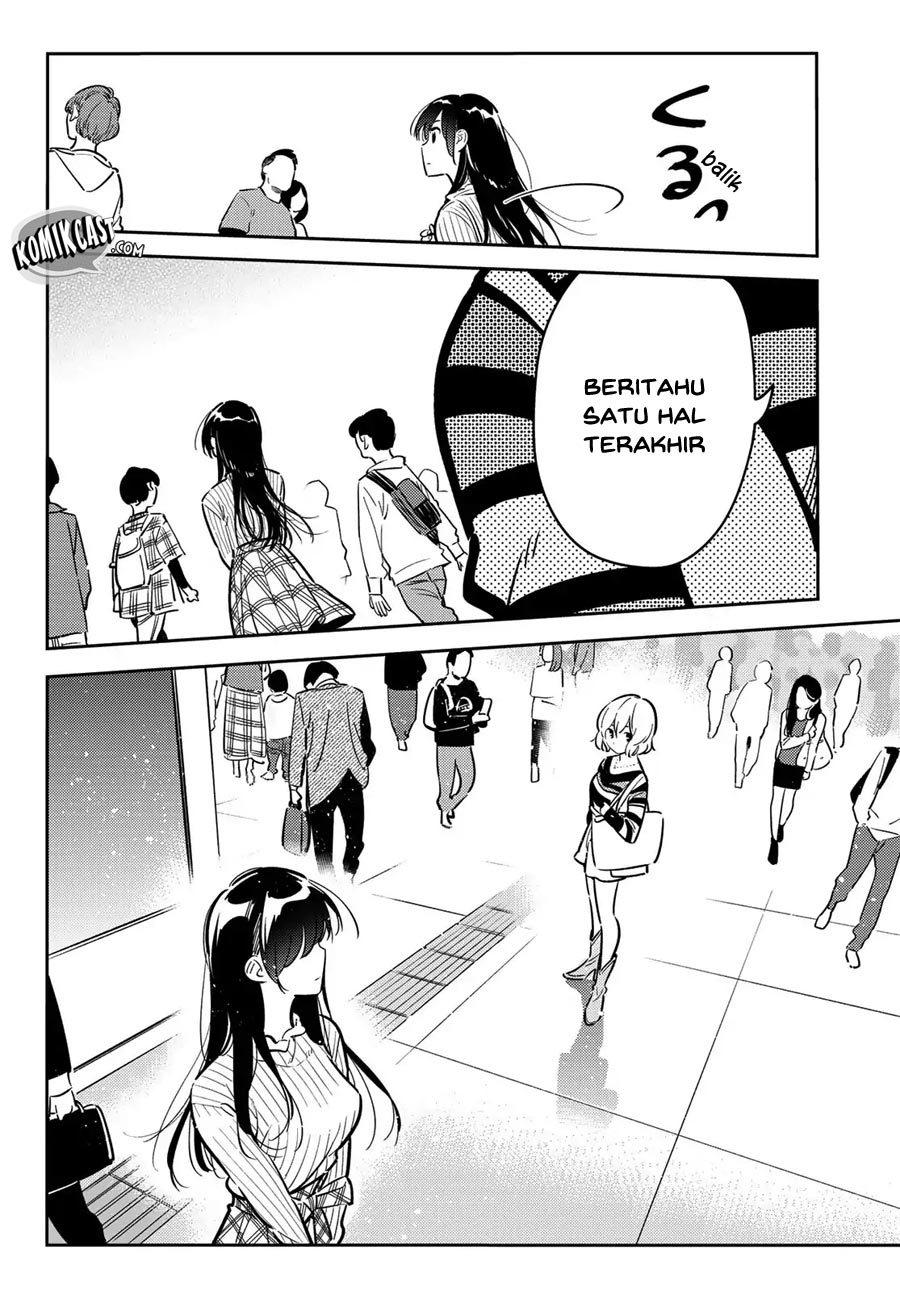 くるっ
balik
KOMIKCAST
.COM
BERITAHU
SATU HAL
TERAKHIR